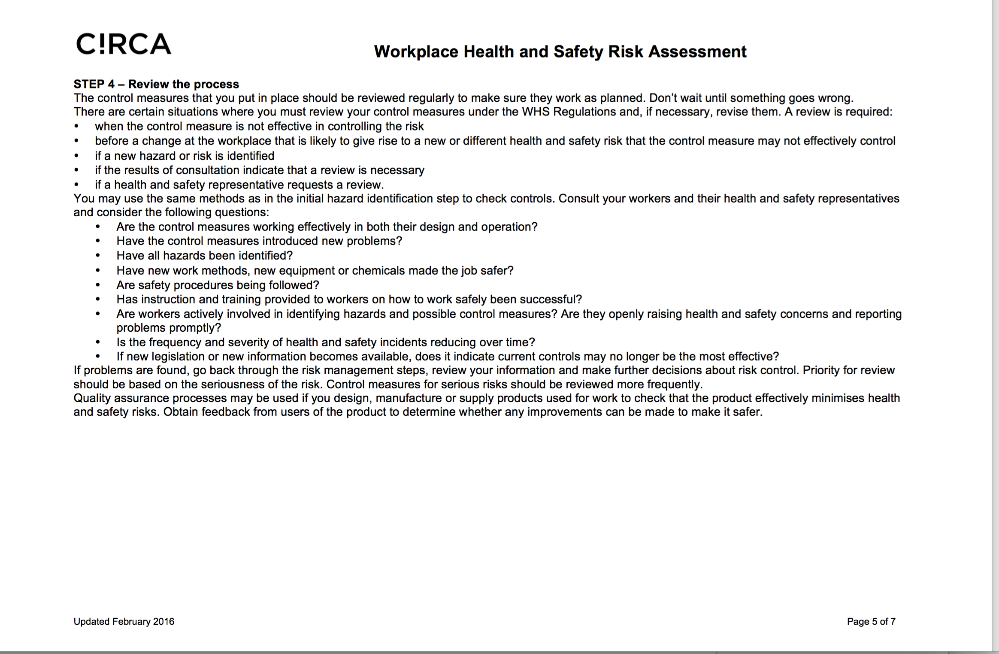 C!RCA
Workplace Health and Safety Risk Assessment
STEP 4 – Review the process
The control measures that you put in place should be reviewed regularly to make sure they work as planned. Don’t wait until something goes wrong.
There are certain situations where you must review your control measures under the WHS Regulations and, if necessary, revise them. A review is required:
• when the control measure is not effective in controlling the risk
• before a change at the workplace that is likely to give rise to a new or different health and safety risk that the control measure may not effectively control
• if a new hazard or risk is identified
• if the results of consultation indicate that a review is necessary
• if a health and safety representative requests a review.
You may use the same methods as in the initial hazard identification step to check controls. Consult your workers and their health and safety representatives
and consider the following questions:
• Are the control measures working effectively in both their design and operation?
• Have the control measures introduced new problems?
• Have all hazards been identified?
• Have new work methods, new equipment or chemicals made the job safer?
• Are safety procedures being followed?
• Has instruction and training provided to workers on how to work safely been successful?
• Are workers actively involved in identifying hazards and possible control measures? Are they openly raising health and safety concerns and reporting
problems promptly?
• Is the frequency and severity of health and safety incidents reducing over time?
• If new legislation or new information becomes available, does it indicate current controls may no longer be the most effective?
If problems are found, go back through the risk management steps, review your information and make further decisions about risk control. Priority for review
should be based on the seriousness of the risk. Control measures for serious risks should be reviewed more frequently.
Quality assurance processes may be used if you design, manufacture or supply products used for work to check that the product effectively minimises health
and safety risks. Obtain feedback from users of the product to determine whether any improvements can be made to make it safer.
Updated February 2016
Page 5 of 7